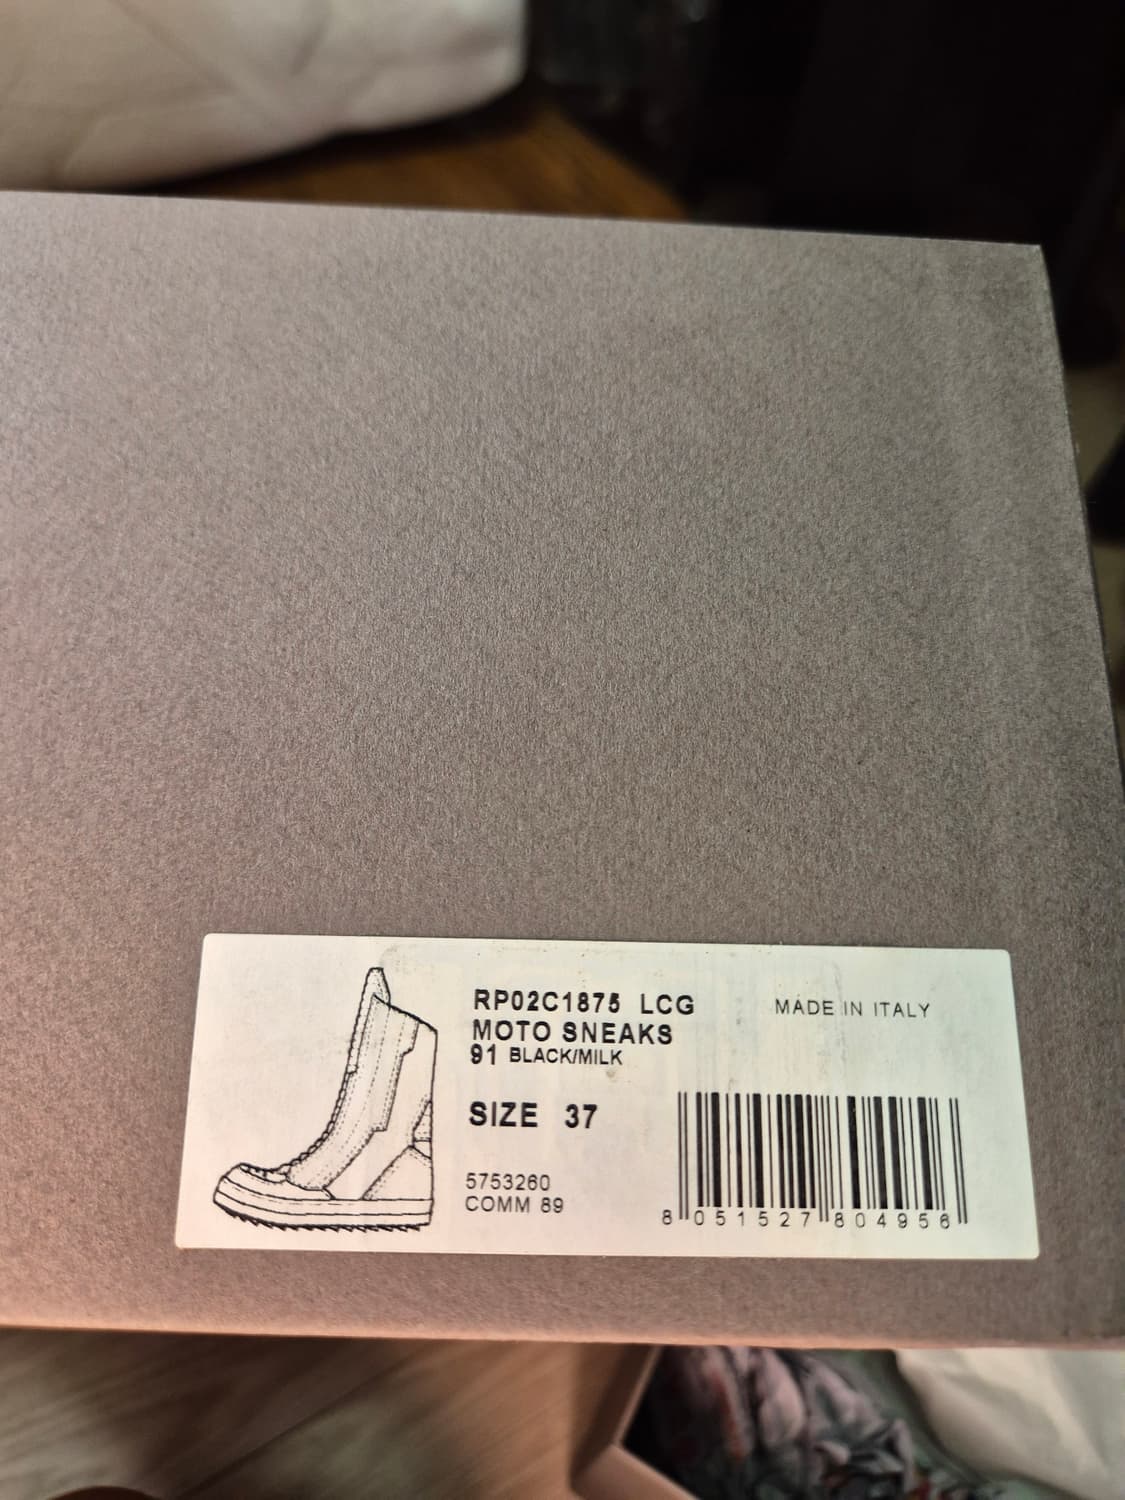 RP02C1875 LCG
MADE IN ITALY
MOTO SNEAKS
91 BLACK/MILK
SIZE 37
5753260
COMM 89
8 051527 804956